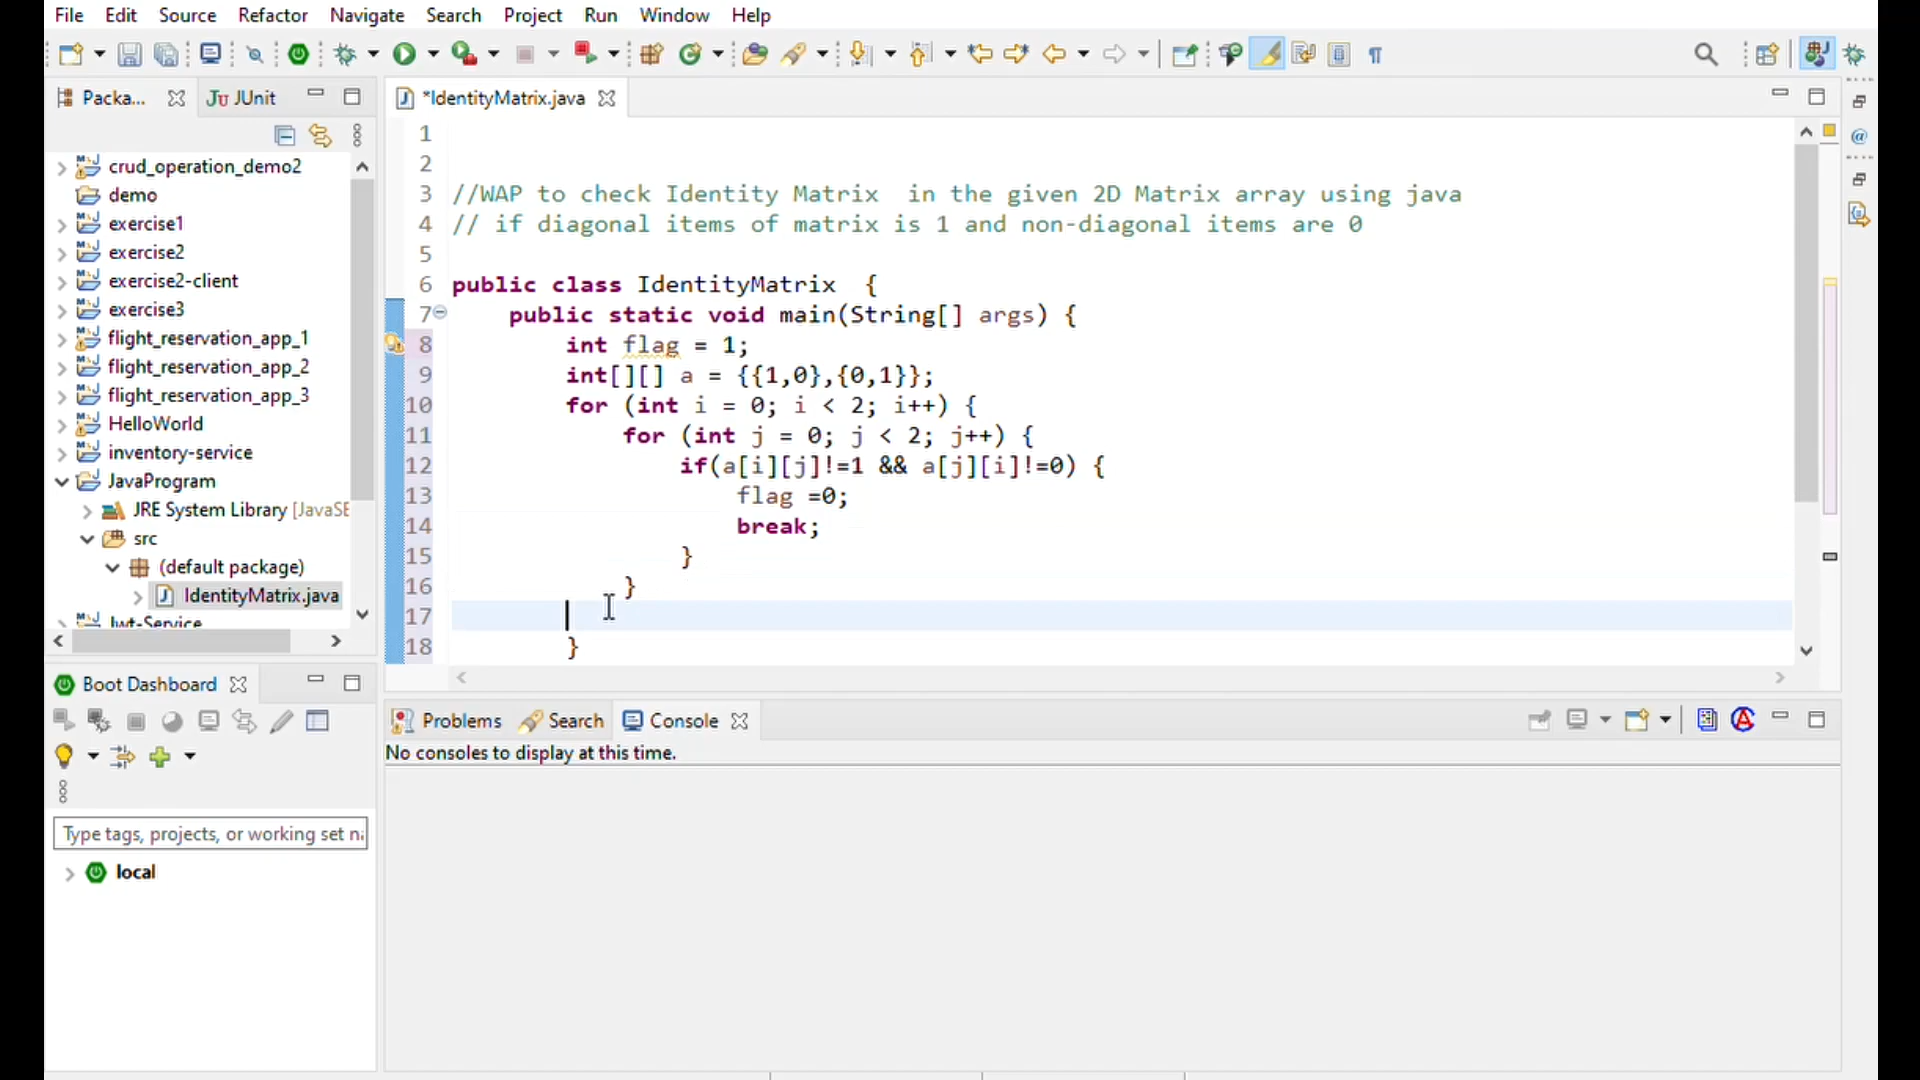 File Edit Source Refactor Navigate Search Project Run Window Help
Packa... JUnit
crud_operation_demo2
demo
exercise1
exercise2
exercise2-client
exercise3
flight_reservation_app_1
flight_reservation_app_2
flight_reservation_app_3
HelloWorld
inventory-service
JavaProgram
JRE System Library [JavaSE
src
(default package)
IdentityMatrix.java
Jwt-Service
*IdentityMatrix.java
1
2
3 //WAP to check Identity Matrix  in the given 2D Matrix array using java
4 // if diagonal items of matrix is 1 and non-diagonal items are 0
5
6 public class IdentityMatrix  {
7     public static void main(String[] args) {
8         int flag = 1;
9         int[][] a = {{1,0},{0,1}};
10         for (int i = 0; i < 2; i++) {
11             for (int j = 0; j < 2; j++) {
12                 if(a[i][j]!=1 && a[j][i]!=0) {
13                     flag =0;
14                     break;
15                 }
16             }
17
18         }
Boot Dashboard
Type tags, projects, or working set na
local
Problems Search Console
No consoles to display at this time.